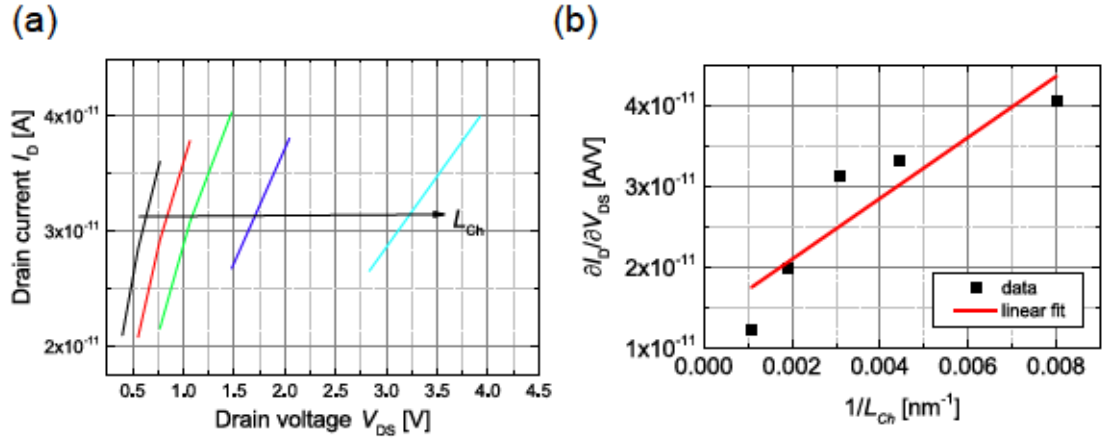 (a)
Drain current I_D [A]
4x10⁻¹¹
3x10⁻¹¹
2x10⁻¹¹
L_Ch
0.5 1.0 1.5 2.0 2.5 3.0 3.5 4.0 4.5
Drain voltage V_DS [V]
(b)
∂I_D/∂V_DS [A/V]
4x10⁻¹¹
3x10⁻¹¹
2x10⁻¹¹
1x10⁻¹¹
data
linear fit
0.000 0.002 0.004 0.006 0.008
1/L_Ch [nm⁻¹]